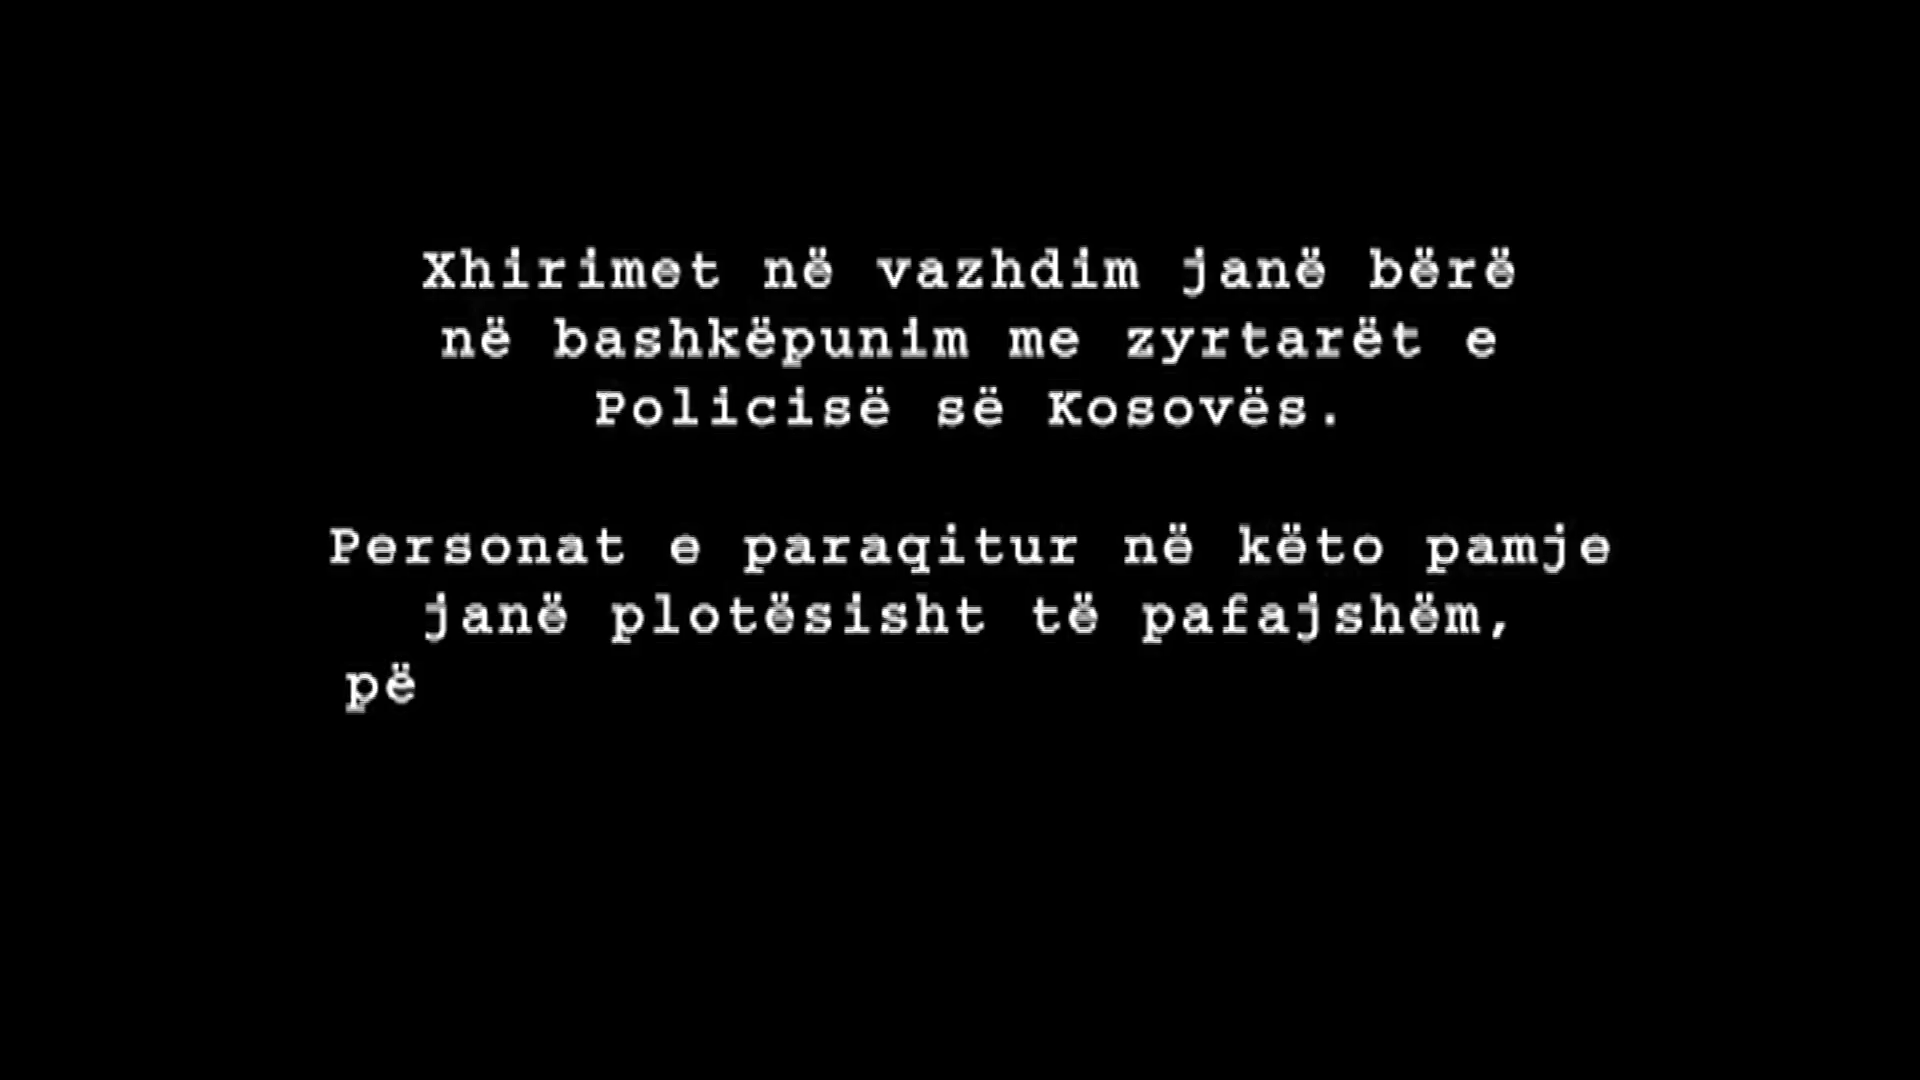 Xhirimet në vazhdim janë bërë
në bashkëpunim me zyrtarët e
Policisë së Kosovës.
Personat e paraqitur në këto pamje
janë plotësisht të pafajshëm,
pë